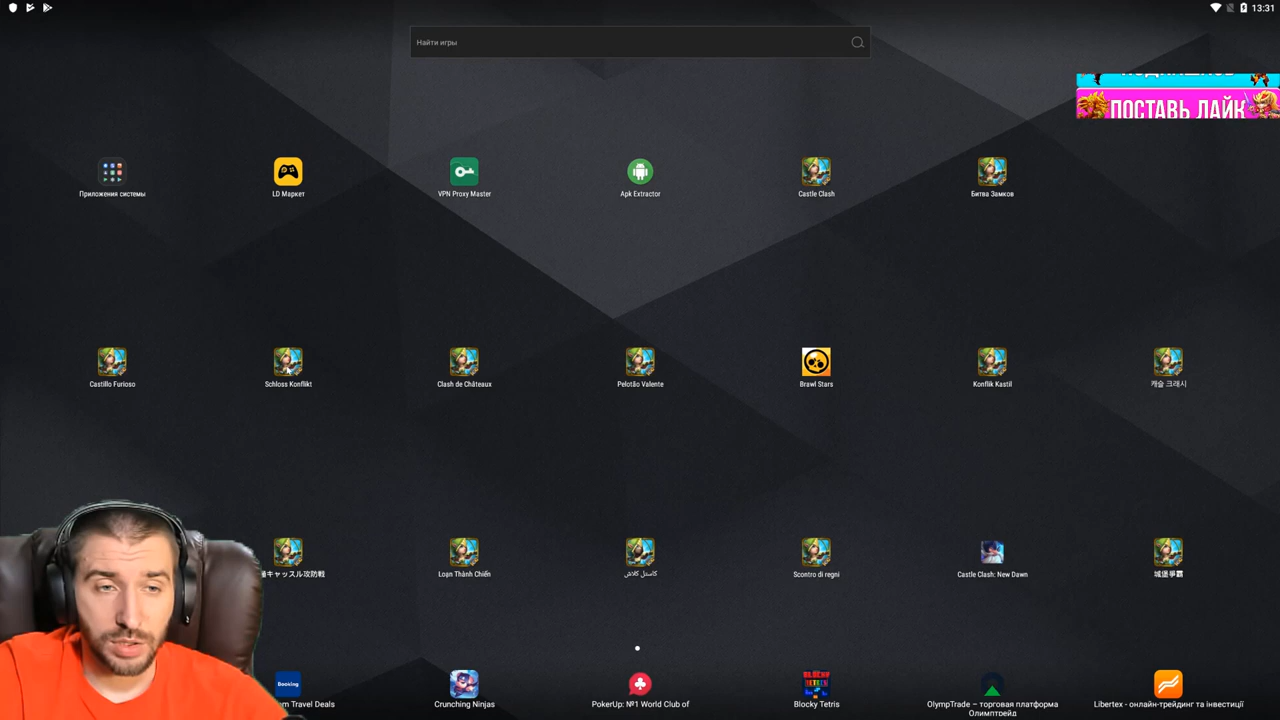 13:31
Найти игры
ПОСТАВЬ ЛАЙК
Приложения системы
LD Маркет
VPN Proxy Master
Apk Extractor
Castle Clash
Битва Замков
Castillo Furioso
Schloss Konflikt
Clash de Châteaux
Pelotão Valente
Brawl Stars
Konflik Kastil
캐슬 크래시
キャッスル攻防戦
Loạn Thành Chiến
كاستل كلاش
Scontro di regni
Castle Clash: New Dawn
城堡爭霸
Booking
Travel Deals
Crunching Ninjas
PokerUp: №1 World Club of
BLOCKY
TETRIS
Blocky Tetris
OlympTrade – торговая платформа
Олимптрейд
Libertex - онлайн-трейдинг та інвестиції